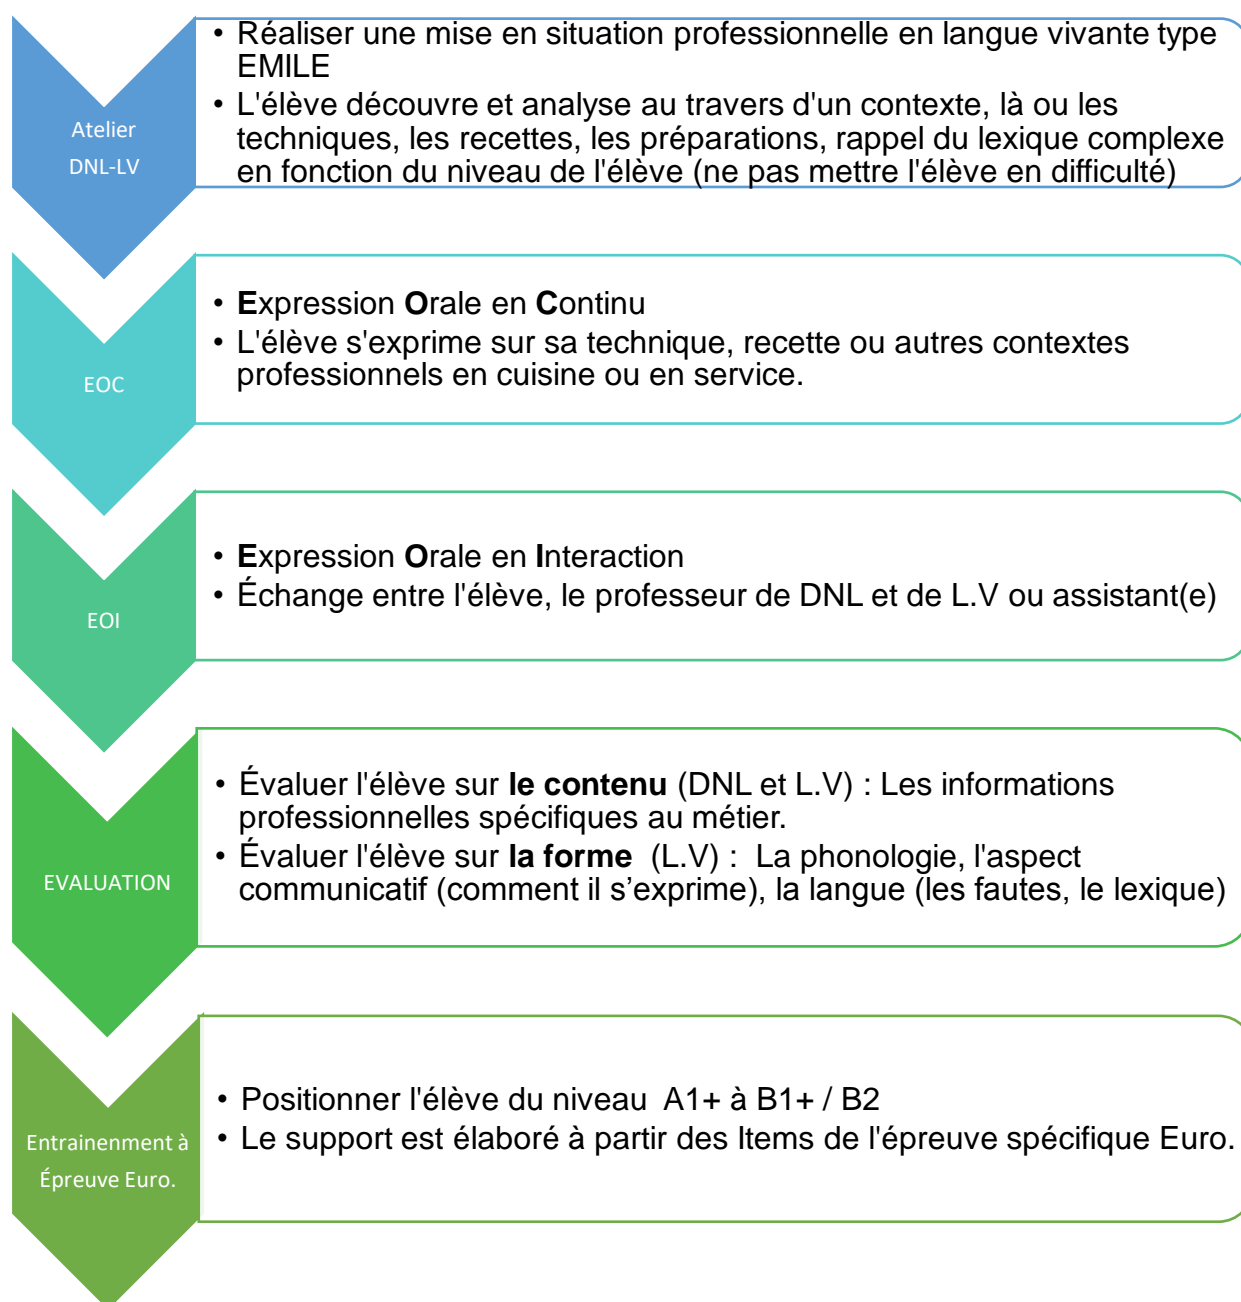 Atelier
DNL-LV
• Réaliser une mise en situation professionnelle en langue vivante type
EMILE
• L'élève découvre et analyse au travers d'un contexte, là ou les
techniques, les recettes, les préparations, rappel du lexique complexe
en fonction du niveau de l'élève (ne pas mettre l'élève en difficulté)
EOC
• Expression Orale en Continu
• L'élève s'exprime sur sa technique, recette ou autres contextes
professionnels en cuisine ou en service.
EOI
• Expression Orale en Interaction
• Échange entre l'élève, le professeur de DNL et de L.V ou assistant(e)
EVALUATION
• Évaluer l'élève sur le contenu (DNL et L.V) : Les informations
professionnelles spécifiques au métier.
• Évaluer l'élève sur la forme (L.V) : La phonologie, l'aspect
communicatif (comment il s’exprime), la langue (les fautes, le lexique)
Entrainenment à
Épreuve Euro.
• Positionner l'élève du niveau A1+ à B1+ / B2
• Le support est élaboré à partir des Items de l'épreuve spécifique Euro.